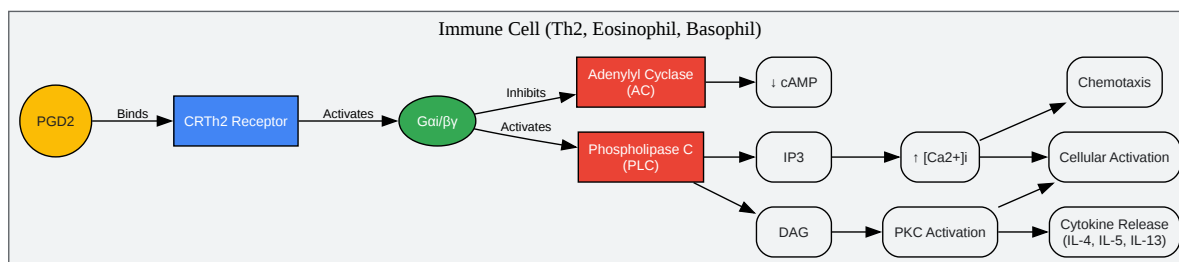 Immune Cell (Th2, Eosinophil, Basophil)
PGD2
Binds
CRTh2 Receptor
Activates
Gαi/βγ
Inhibits
Activates
Adenylyl Cyclase
(AC)
↓ cAMP
Phospholipase C
(PLC)
IP3
↑ [Ca2+]i
Chemotaxis
Cellular Activation
DAG
PKC Activation
Cytokine Release
(IL-4, IL-5, IL-13)